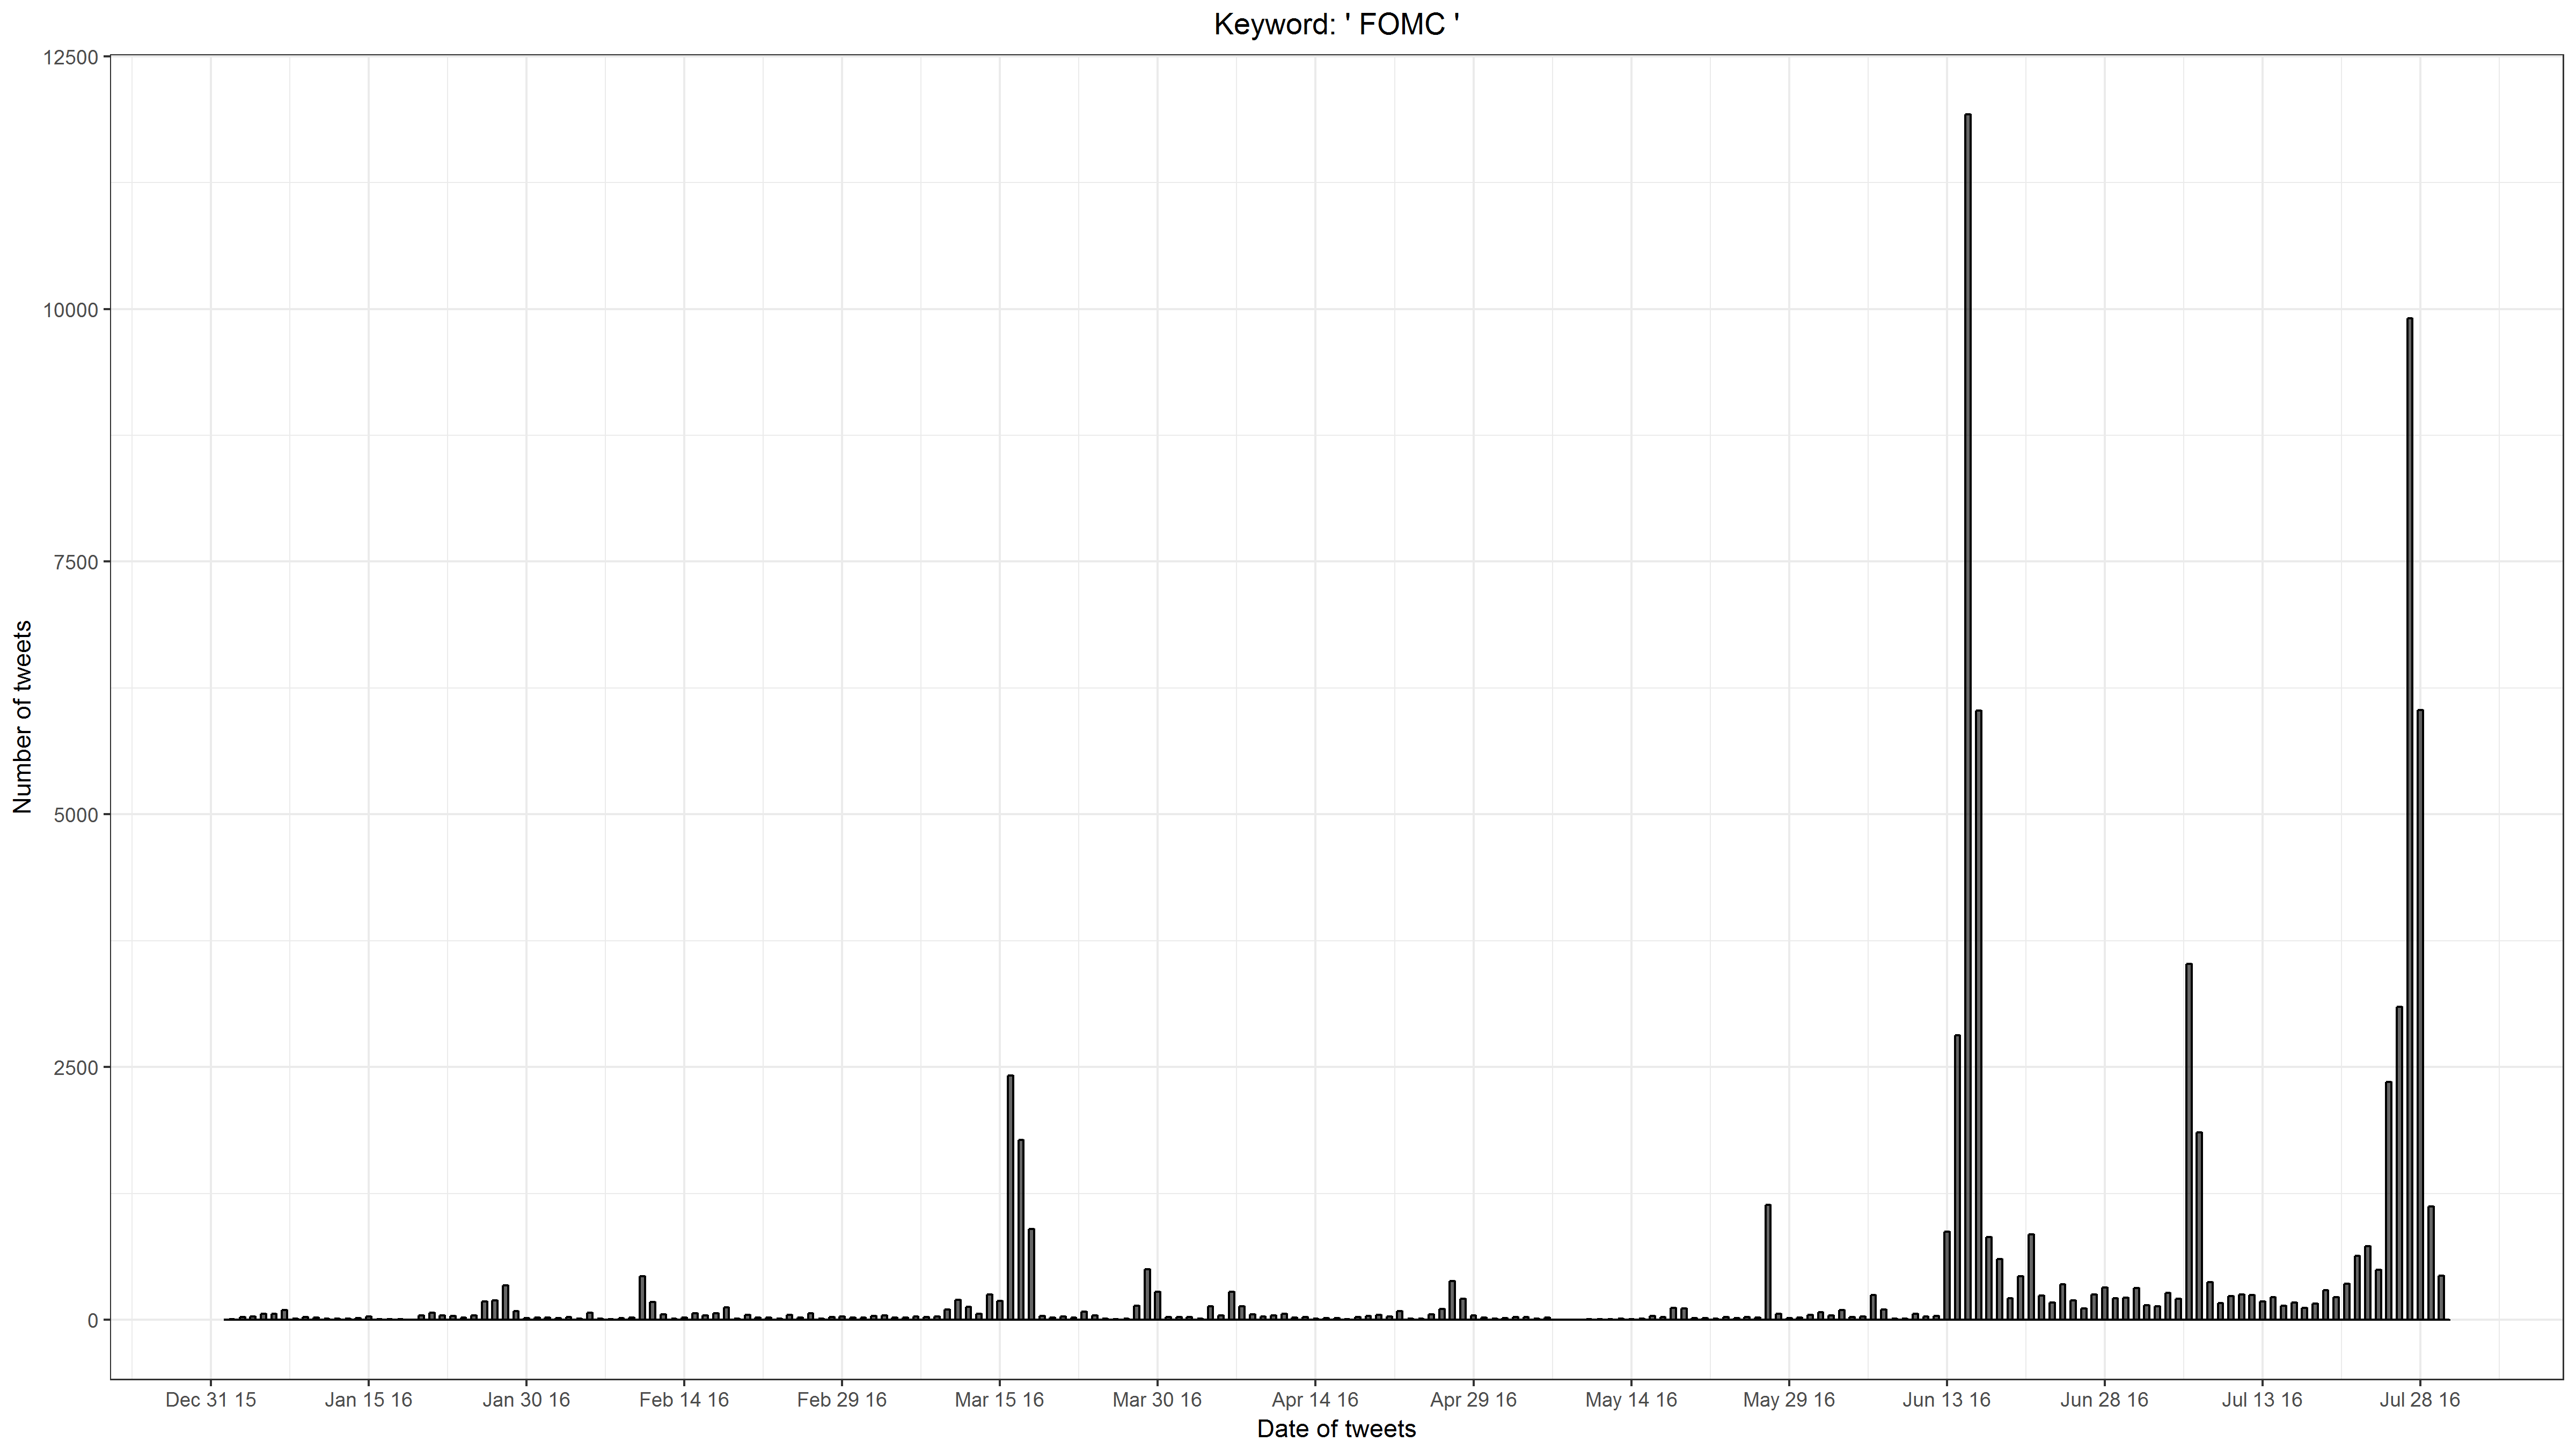 Keyword: ' FOMC '
12500
10000
7500
5000
2500
0
Number of tweets
Dec 31 15 Jan 15 16 Jan 30 16 Feb 14 16 Feb 29 16 Mar 15 16 Mar 30 16 Apr 14 16 Apr 29 16 May 14 16 May 29 16 Jun 13 16 Jun 28 16 Jul 13 16 Jul 28 16
Date of tweets